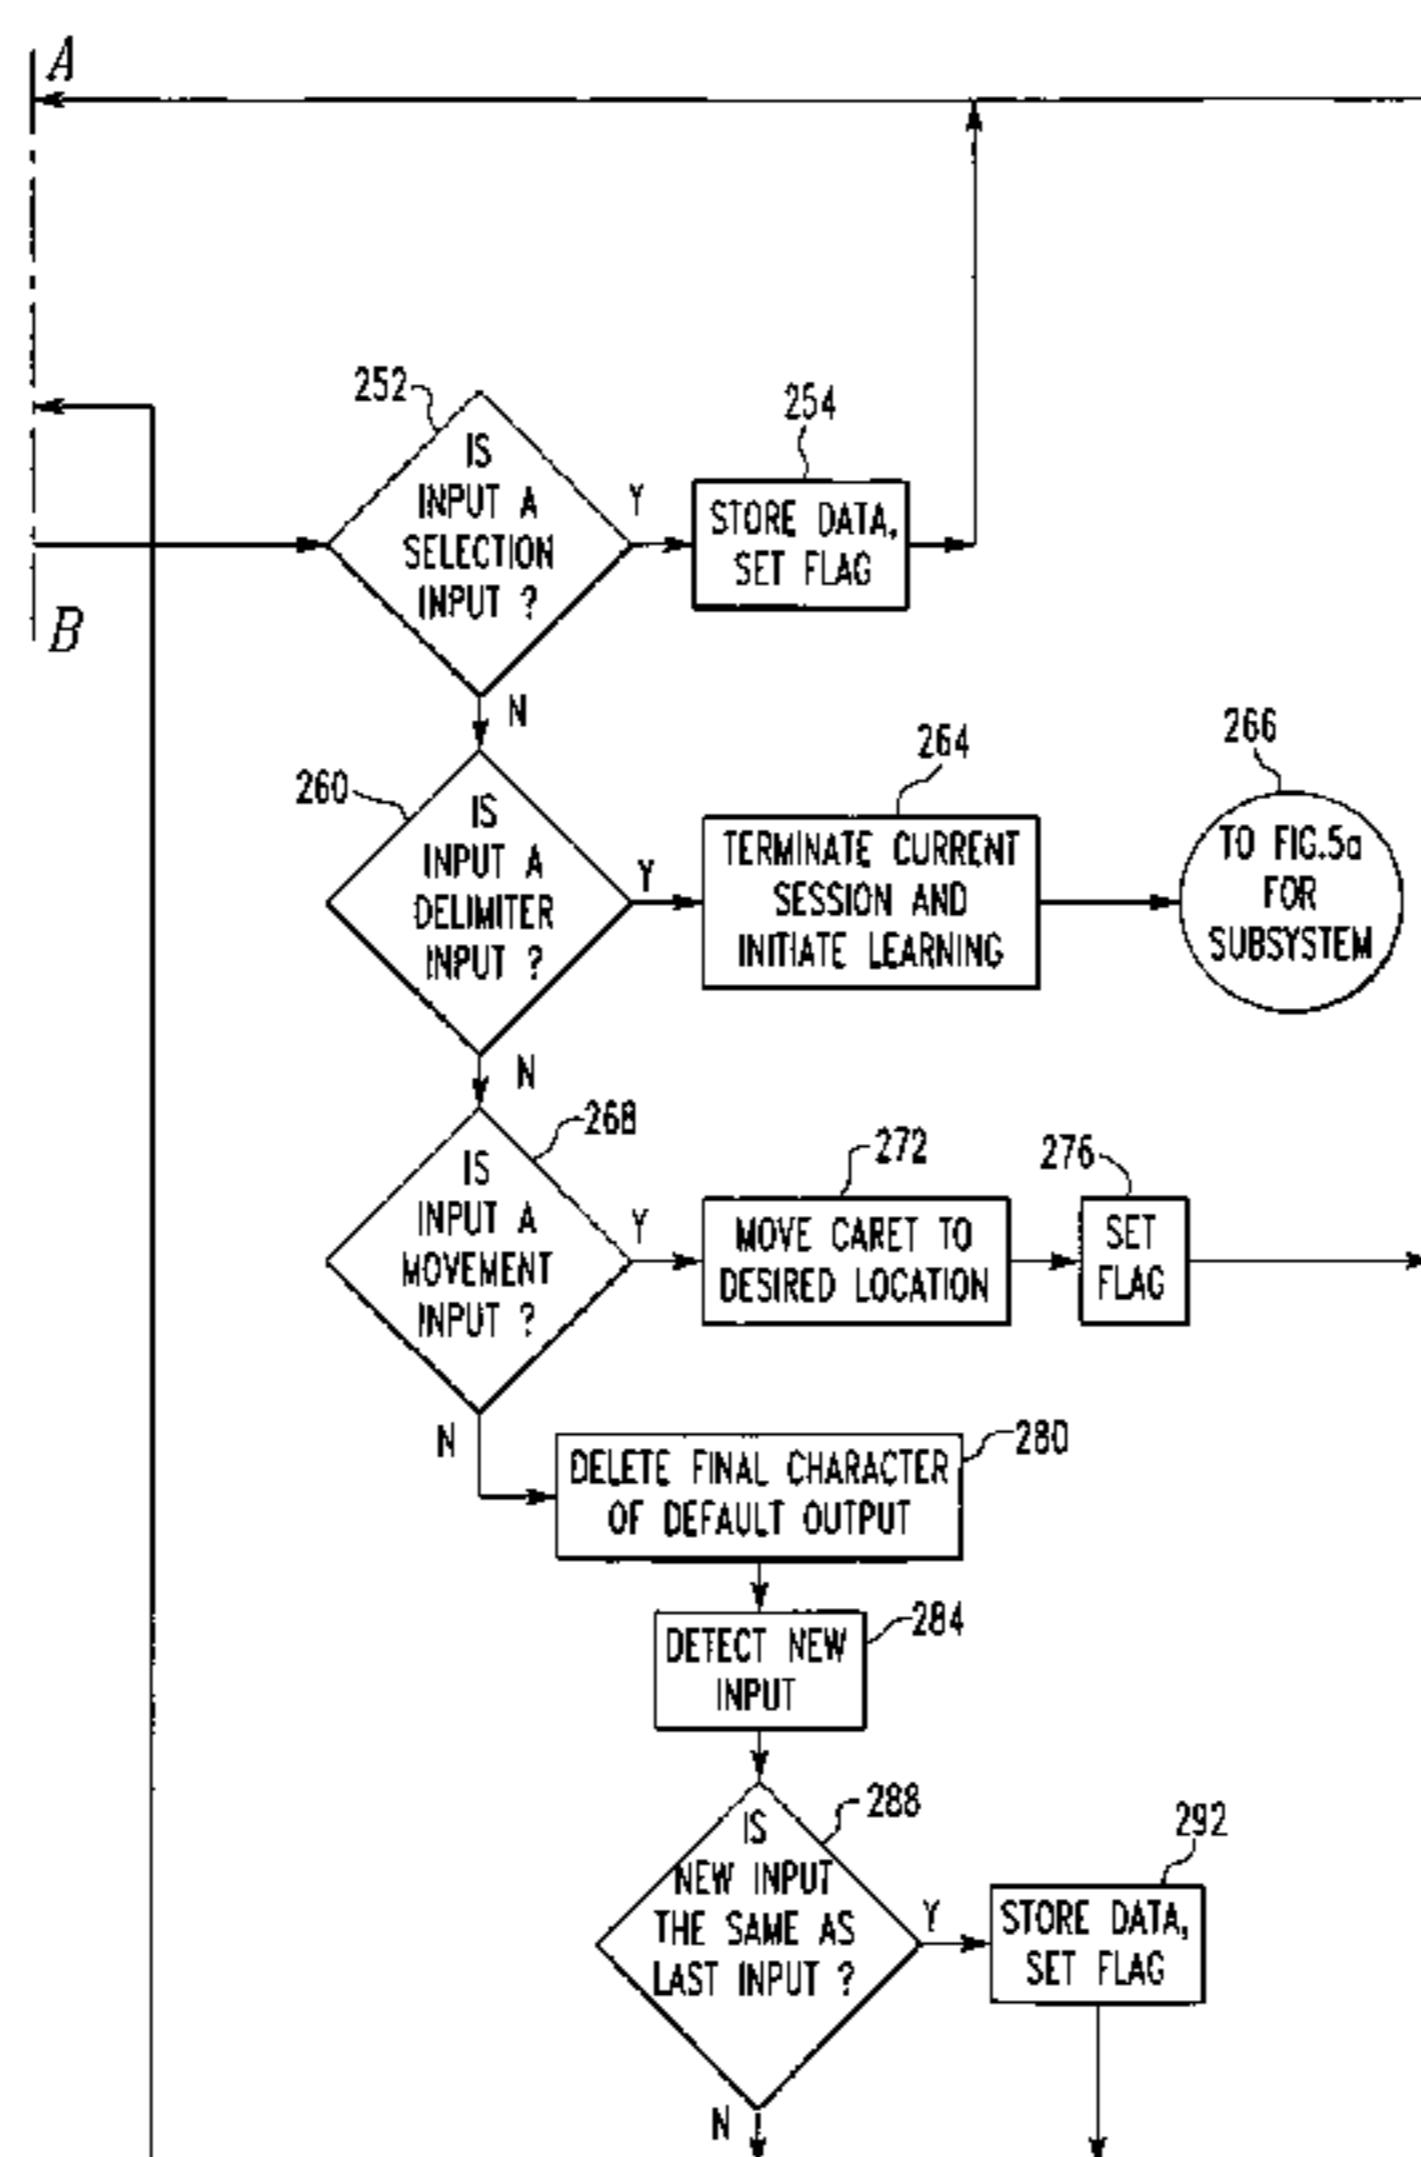 A
252
IS
INPUT A
SELECTION
INPUT ?
Y
254
STORE DATA,
SET FLAG
B
N
260
IS
INPUT A
DELIMITER
INPUT ?
Y
264
TERMINATE CURRENT
SESSION AND
INITIATE LEARNING
266
TO FIG.5a
FOR
SUBSYSTEM
N
268
IS
INPUT A
MOVEMENT
INPUT ?
Y
272
MOVE CARET TO
DESIRED LOCATION
276
SET
FLAG
N
280
DELETE FINAL CHARACTER
OF DEFAULT OUTPUT
284
DETECT NEW
INPUT
288
IS
NEW INPUT
THE SAME AS
LAST INPUT ?
Y
292
STORE DATA,
SET FLAG
N